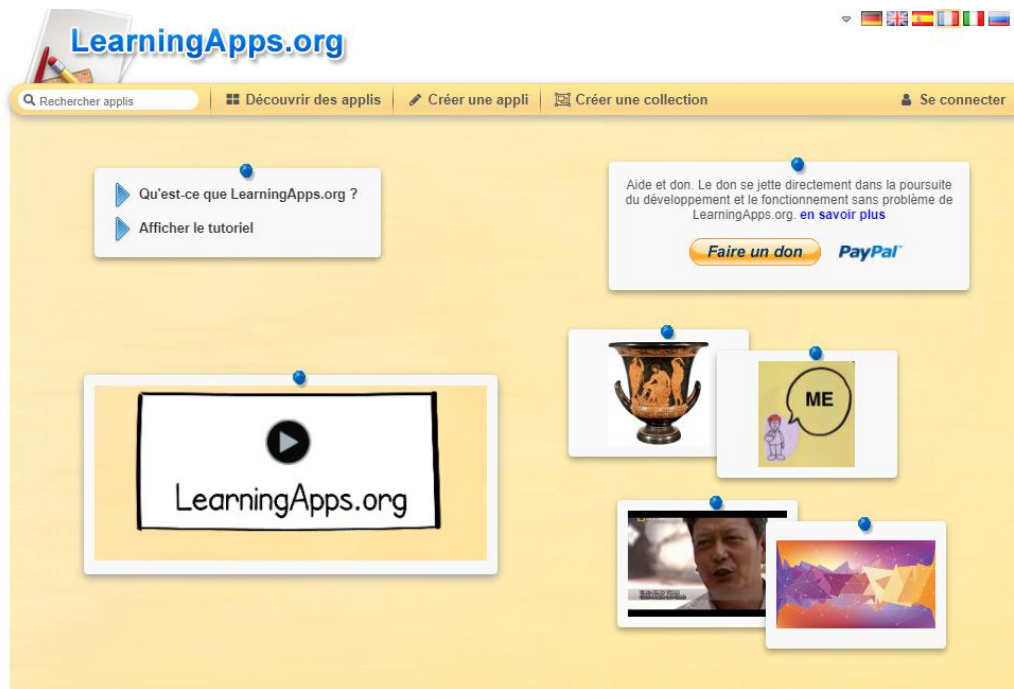 LearningApps.org
Rechercher applis
Découvrir des applis
Créer une appli
Créer une collection
Se connecter
Qu'est-ce que LearningApps.org ?
Afficher le tutoriel
Aide et don. Le don se jette directement dans la poursuite
du développement et le fonctionnement sans problème de
LearningApps.org. en savoir plus
Faire un don
PayPal
LearningApps.org
ME